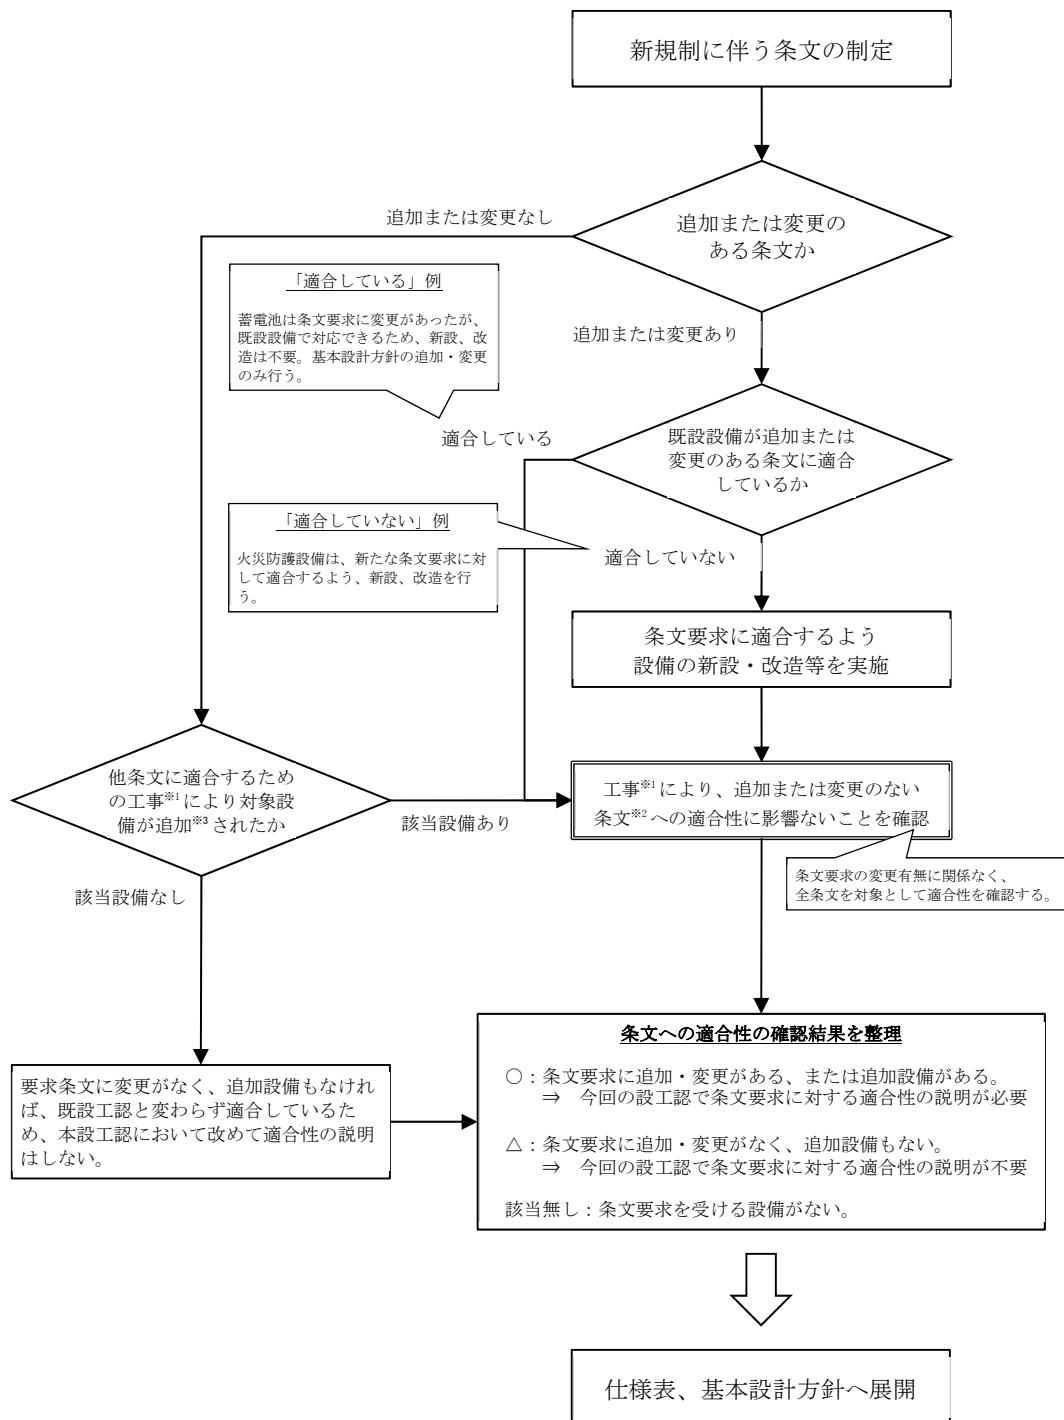 新規制に伴う条文の制定
追加または変更の
ある条文か
追加または変更なし
追加または変更あり
「適合している」例
蓄電池は条文要求に変更があったが、
既設設備で対応できるため、新設、改
造は不要。基本設計方針の追加・変更
のみ行う。
適合している
既設設備が追加または
変更のある条文に適合
しているか
「適合していない」例
火災防護設備は、新たな条文要求に対
して適合するよう、新設、改造を行
う。
適合していない
条文要求に適合するよう
設備の新設・改造等を実施
他条文に適合するため
の工事※1により対象設
備が追加※3されたか
該当設備あり
該当設備なし
工事※1により、追加または変更のない
条文※2への適合性に影響ないことを確認
条文要求の変更有無に関係なく、
全条文を対象として適合性を確認する。
要求条文に変更がなく、追加設備もなけれ
ば、既設工認と変わらず適合しているた
め、本設工認において改めて適合性の説明
はしない。
条文への適合性の確認結果を整理
○：条文要求に追加・変更がある、または追加設備がある。
⇒ 今回の設工認で条文要求に対する適合性の説明が必要
△：条文要求に追加・変更がなく、追加設備もない。
⇒ 今回の設工認で条文要求に対する適合性の説明が不要
該当無し：条文要求を受ける設備がない。
仕様表、基本設計方針へ展開